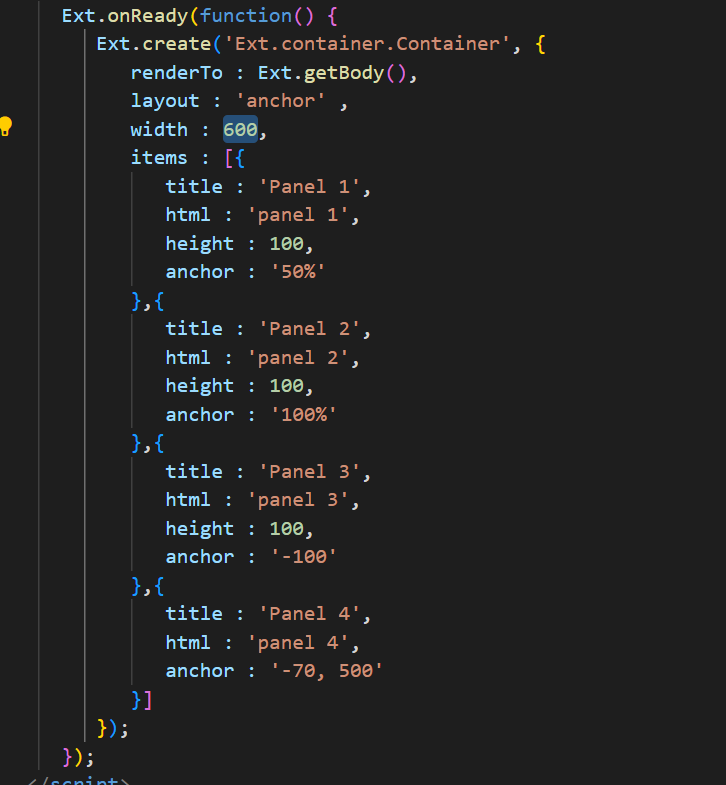 Ext.onReady(function() {
Ext.create('Ext.container.Container', {
renderTo : Ext.getBody(),
layout : 'anchor' ,
width : 600,
items : [{
title : 'Panel 1',
html : 'panel 1',
height : 100,
anchor : '50%'
},{
title : 'Panel 2',
html : 'panel 2',
height : 100,
anchor : '100%'
},{
title : 'Panel 3',
html : 'panel 3',
height : 100,
anchor : '-100'
},{
title : 'Panel 4',
html : 'panel 4',
anchor : '-70, 500'
}]
});
});
</script>